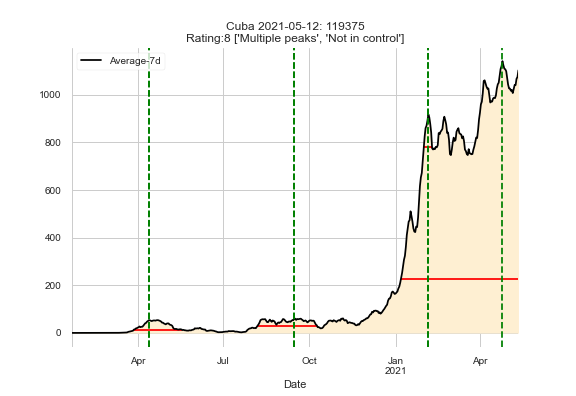 Cuba 2021-05-12: 119375
Rating:8 ['Multiple peaks', 'Not in control']
Average-7d
1000
800
600
400
200
0
Apr
Jul
Oct
Jan
2021
Apr
Date